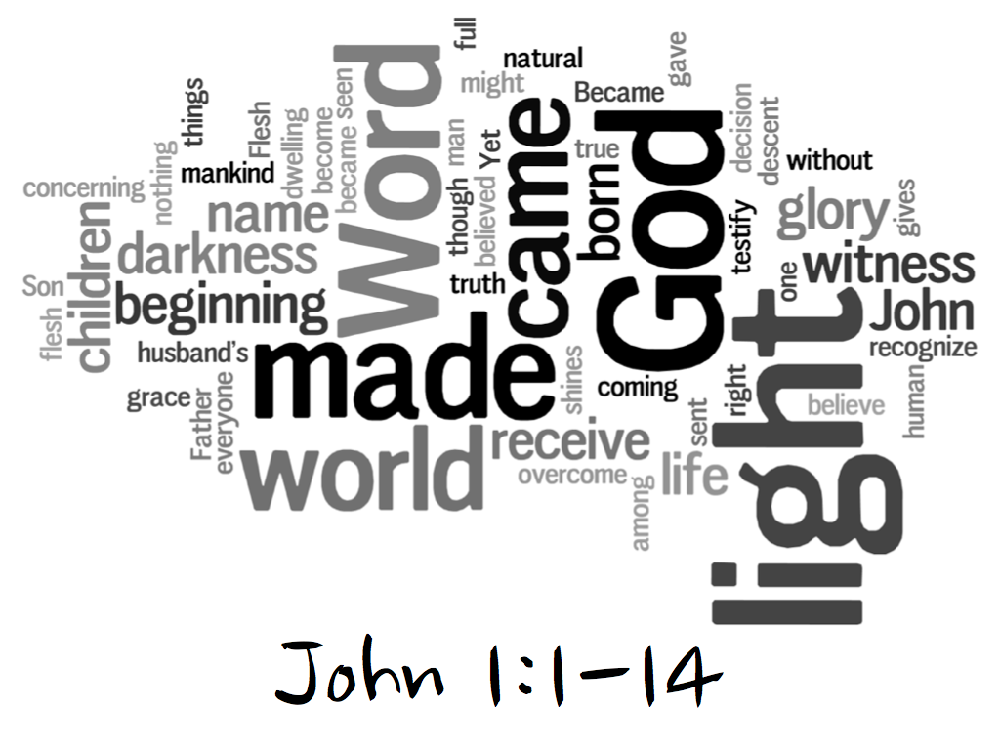 full
natural
Word
might
gave
Became
seen
things
Flesh
dwelling
become
became
man
Yet
came
true
God
decision
descent
without
nothing
mankind
concerning
name
though
believed
born
testify
glory
gives
children
darkness
truth
one
witness
Son
beginning
John
flesh
husband's
made
shines
coming
light
recognize
grace
Father
everyone
right
sent
believe
human
world
receive
overcome
among
life
John 1:1-14